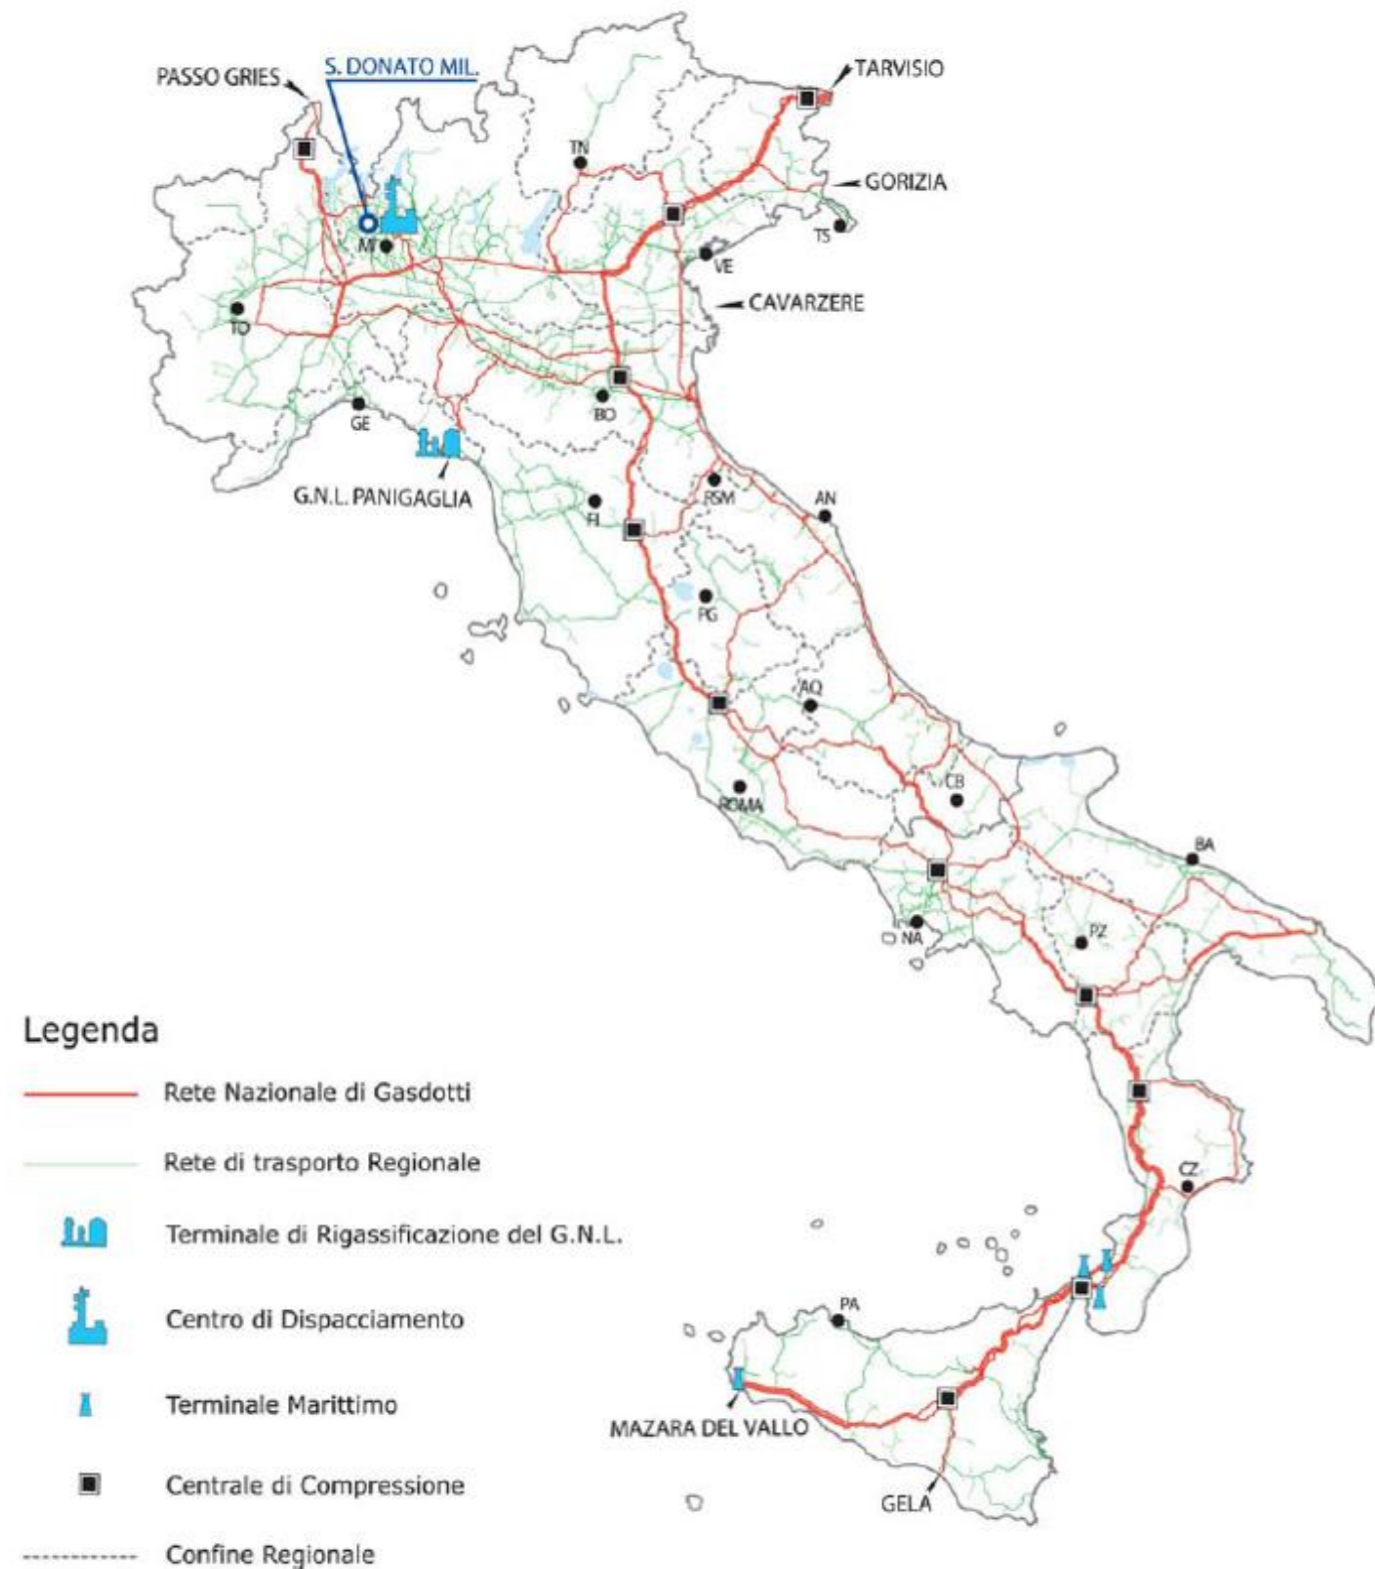 S. DONATO MIL.
PASSO GRIES
TARVISIO
TN
GORIZIA
TS
MI
VE
CAVARZERE
TO
BO
GE
G.N.L. PANIGAGLIA
RSM
AN
FI
PG
AQ
CB
ROMA
BA
NA
PZ
CZ
PA
MAZARA DEL VALLO
GELA
Legenda
Rete Nazionale di Gasdotti
Rete di trasporto Regionale
Terminale di Rigassificazione del G.N.L.
Centro di Dispacciamento
Terminale Marittimo
Centrale di Compressione
Confine Regionale